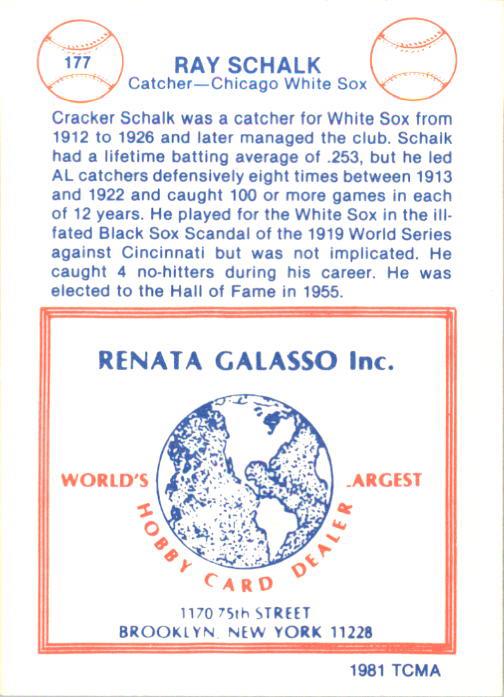 177
RAY SCHALK
Catcher—Chicago White Sox
Cracker Schalk was a catcher for White Sox from
1912 to 1926 and later managed the club. Schalk
had a lifetime batting average of .253, but he led
AL catchers defensively eight times between 1913
and 1922 and caught 100 or more games in each
of 12 years. He played for the White Sox in the ill-
fated Black Sox Scandal of the 1919 World Series
against Cincinnati but was not implicated. He
caught 4 no-hitters during his career. He was
elected to the Hall of Fame in 1955.
RENATA GALASSO Inc.
WORLD'S LARGEST
HOBBY CARD DEALER
1170 75th STREET
BROOKLYN, NEW YORK 11228
1981 TCMA